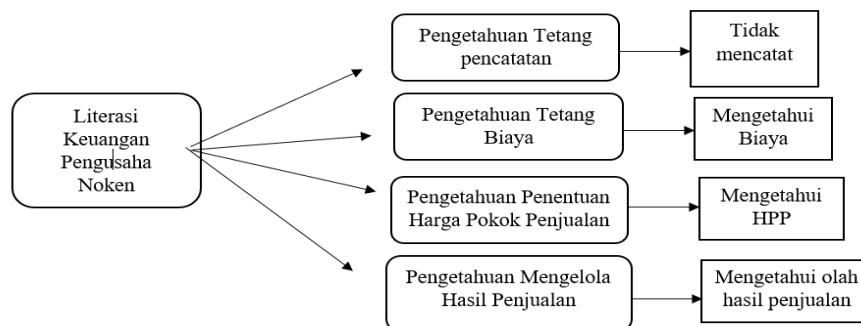 Literasi
Keuangan
Pengusaha
Noken
Pengetahuan Tetang
pencatatan
Tidak
mencatat
Pengetahuan Tetang
Biaya
Mengetahui
Biaya
Pengetahuan Penentuan
Harga Pokok Penjualan
Mengetahui
HPP
Pengetahuan Mengelola
Hasil Penjualan
Mengetahui olah
hasil penjualan